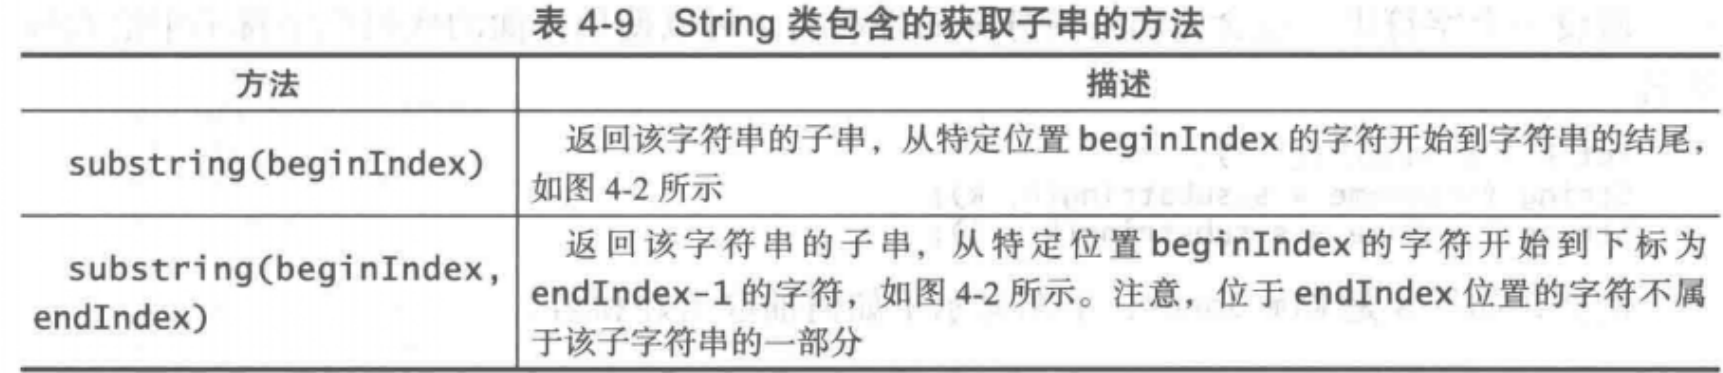 表 4-9 String 类包含的获取子串的方法
方法
描述
substring(beginIndex)
返回该字符串的子串，从特定位置 beginIndex 的字符开始到字符串的结尾，
如图 4-2 所示
substring(beginIndex,
endIndex)
返回该字符串的子串，从特定位置 beginIndex 的字符开始到下标为
endIndex-1 的字符，如图 4-2 所示。注意，位于 endIndex 位置的字符不属
于该子字符串的一部分